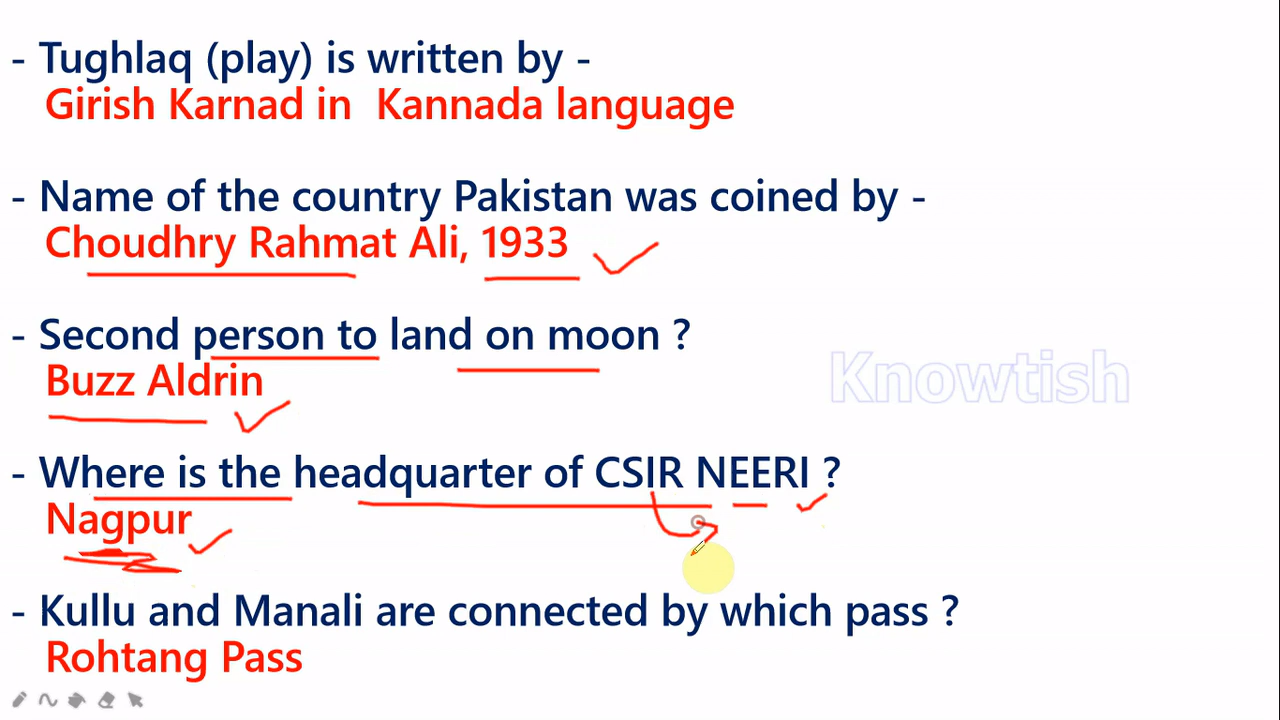 - Tughlaq (play) is written by -
Girish Karnad in Kannada language
- Name of the country Pakistan was coined by -
Choudhry Rahmat Ali, 1933
- Second person to land on moon ?
Buzz Aldrin
Knowtish
- Where is the headquarter of CSIR NEERI ?
Nagpur
- Kullu and Manali are connected by which pass ?
Rohtang Pass